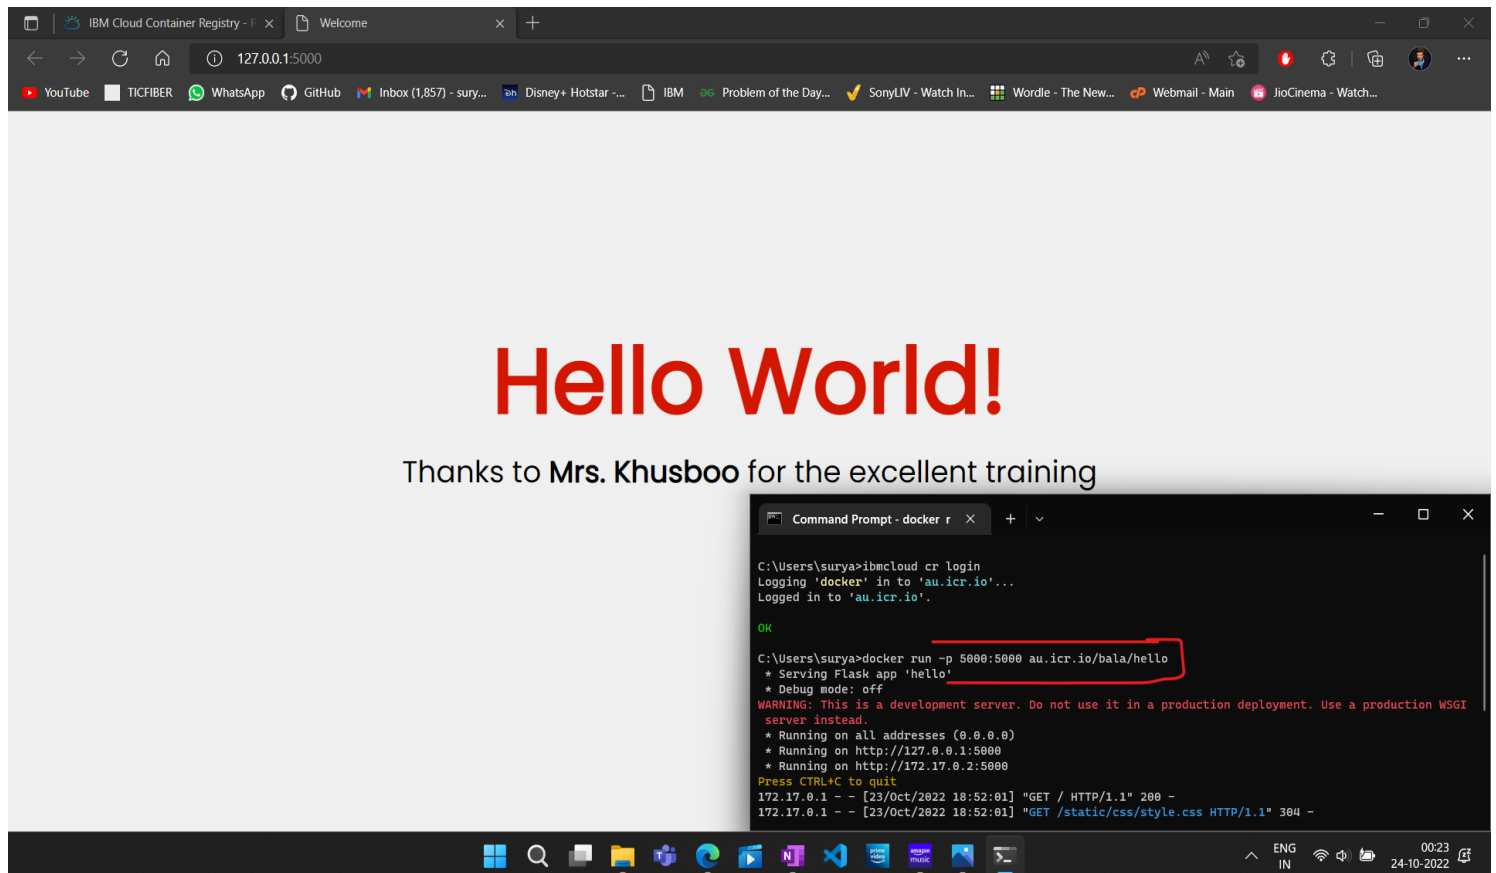 IBM Cloud Container Registry - R
Welcome
127.0.0.1:5000
YouTube
TICFIBER
WhatsApp
GitHub
Inbox (1,857) - sury...
Disney+ Hotstar -...
IBM
Problem of the Day...
SonyLIV - Watch In...
Wordle - The New...
Webmail - Main
JioCinema - Watch...
Hello World!
Thanks to Mrs. Khusboo for the excellent training
Command Prompt - docker r
C:\Users\surya>ibmcloud cr login
Logging 'docker' in to 'au.icr.io'...
Logged in to 'au.icr.io'.
OK
C:\Users\surya>docker run -p 5000:5000 au.icr.io/bala/hello
* Serving Flask app 'hello'
* Debug mode: off
WARNING: This is a development server. Do not use it in a production deployment. Use a production WSGI
server instead.
* Running on all addresses (0.0.0.0)
* Running on http://127.0.0.1:5000
* Running on http://172.17.0.2:5000
Press CTRL+C to quit
172.17.0.1 - - [23/Oct/2022 18:52:01] "GET / HTTP/1.1" 200 -
172.17.0.1 - - [23/Oct/2022 18:52:01] "GET /static/css/style.css HTTP/1.1" 304 -
prime video
amazon music
ENG
IN
00:23
24-10-2022